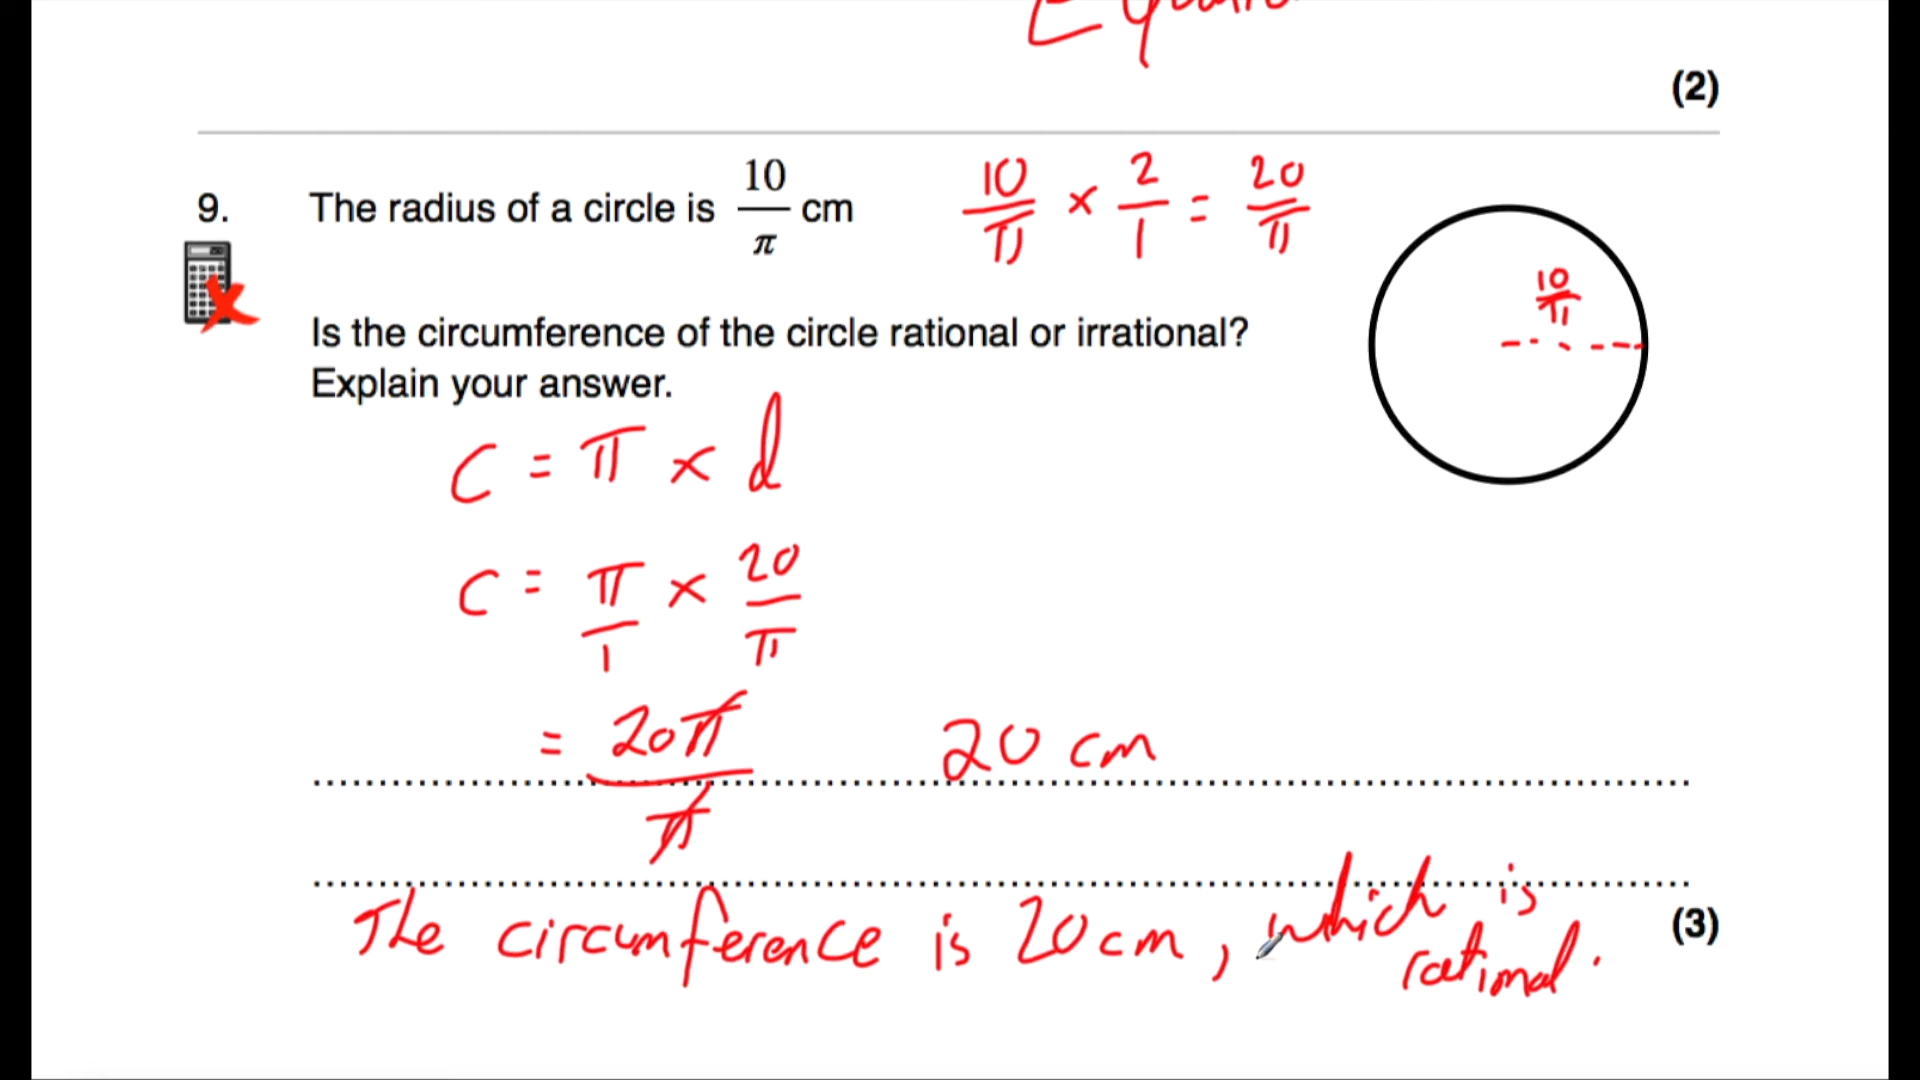 (2)
9. The radius of a circle is 10/π cm
10/π × 2/1 = 20/π
10/π
Is the circumference of the circle rational or irrational?
Explain your answer.
C = π × d
C = π/1 × 20/π
= 20π/π 20 cm
The circumference is 20cm, which is
rational.
(3)